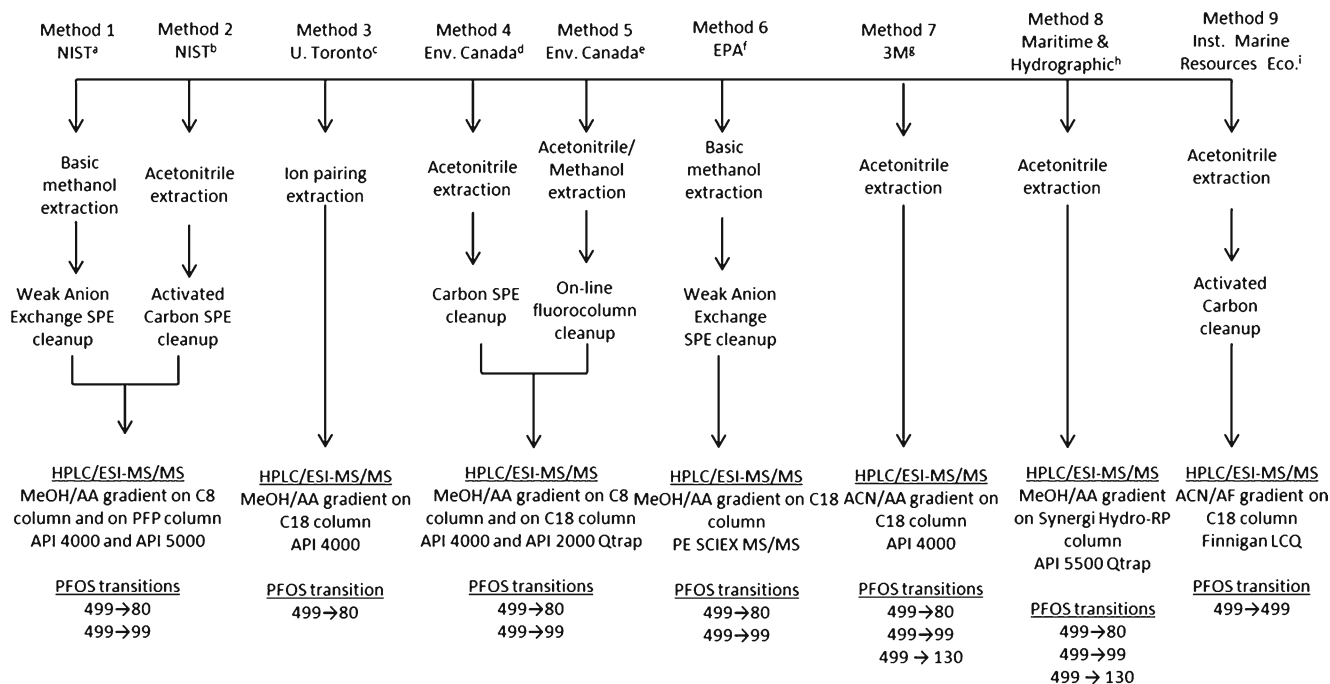 Method 1
NISTa
Method 2
NISTb
Method 3
U. Torontoc
Method 4
Env. Canadad
Method 5
Env. Canadae
Method 6
EPAf
Method 7
3Mg
Method 8
Maritime &
Hydrographich
Method 9
Inst. Marine
Resources Eco.i
Basic
methanol
extraction
Acetonitrile
extraction
Ion pairing
extraction
Acetonitrile
extraction
Acetonitrile/
Methanol
extraction
Basic
methanol
extraction
Acetonitrile
extraction
Acetonitrile
extraction
Acetonitrile
extraction
Weak Anion
Exchange SPE
cleanup
Activated
Carbon SPE
cleanup
Carbon SPE
cleanup
On-line
fluorocolumn
cleanup
Weak Anion
Exchange
SPE cleanup
Activated
Carbon
cleanup
HPLC/ESI-MS/MS
MeOH/AA gradient on C8
column and on PFP column
API 4000 and API 5000
PFOS transitions
499→80
499→99
HPLC/ESI-MS/MS
MeOH/AA gradient on
C18 column
API 4000
PFOS transitions
499→80
HPLC/ESI-MS/MS
MeOH/AA gradient on C8
column and on C18 column
API 4000 and API 2000 Qtrap
PFOS transitions
499→80
499→99
HPLC/ESI-MS/MS
MeOH/AA gradient on C18
column
PE SCIEX MS/MS
PFOS transitions
499→80
499→99
HPLC/ESI-MS/MS
ACN/AA gradient on
C18 column
API 4000
PFOS transitions
499→80
499→99
499 → 130
HPLC/ESI-MS/MS
MeOH/AA gradient
on Synergi Hydro-RP
column
API 5500 Qtrap
PFOS transitions
499→80
499→99
499 → 130
HPLC/ESI-MS/MS
ACN/AF gradient on
C18 column
Finnigan LCQ
PFOS transition
499→499